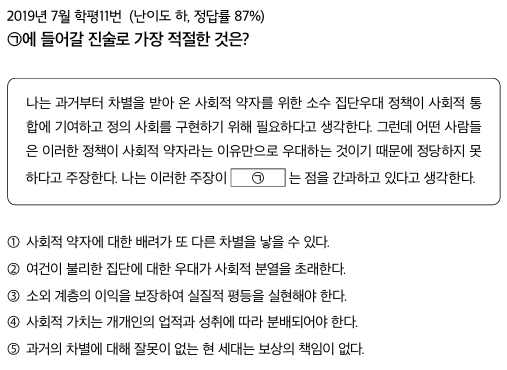 2019년 7월 학평11번  (난이도 하, 정답률 87%)
㉠에 들어갈 진술로 가장 적절한 것은?
나는 과거부터 차별을 받아 온 사회적 약자를 위한 소수 집단우대 정책이 사회적 통
합에 기여하고 정의 사회를 구현하기 위해 필요하다고 생각한다. 그런데 어떤 사람들
은 이러한 정책이 사회적 약자라는 이유만으로 우대하는 것이기 때문에 정당하지 못
하다고 주장한다. 나는 이러한 주장이 ㉠ 는 점을 간과하고 있다고 생각한다.
① 사회적 약자에 대한 배려가 또 다른 차별을 낳을 수 있다.
② 여건이 불리한 집단에 대한 우대가 사회적 분열을 초래한다.
③ 소외 계층의 이익을 보장하여 실질적 평등을 실현해야 한다.
④ 사회적 가치는 개개인의 업적과 성취에 따라 분배되어야 한다.
⑤ 과거의 차별에 대해 잘못이 없는 현 세대는 보상의 책임이 없다.